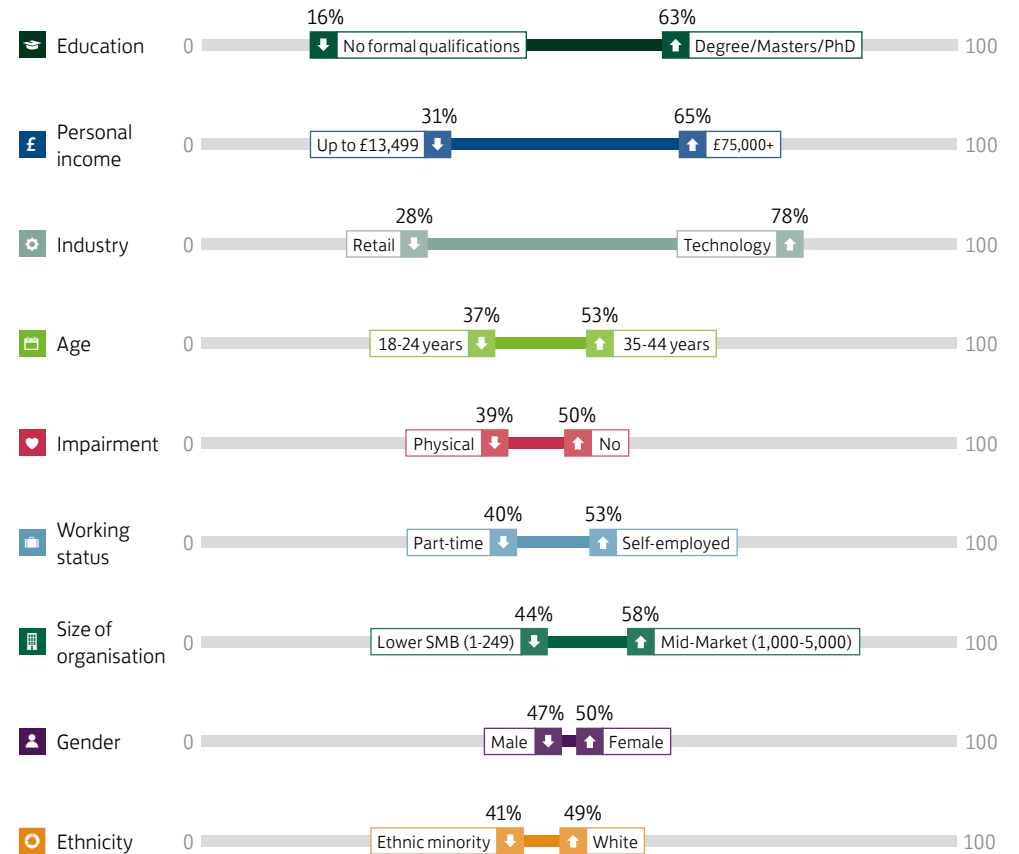 16% 63%
Education 0 No formal qualifications Degree/Masters/PhD 100
31% 65%
Personal
income
£ 0 Up to £13,499 £75,000+ 100
28% 78%
Industry 0 Retail Technology 100
37% 53%
Age 0 18-24 years 35-44 years 100
39% 50%
Impairment 0 Physical No 100
40% 53%
Working
status
0 Part-time Self-employed 100
44% 58%
Size of
organisation
0 Lower SMB (1-249) Mid-Market (1,000-5,000) 100
47% 50%
Gender 0 Male Female 100
41% 49%
Ethnicity 0 Ethnic minority White 100